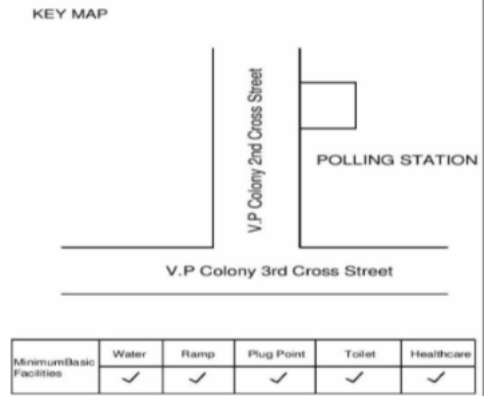 KEY MAP
V.P Colony 2nd Cross Street
POLLING STATION
V.P Colony 3rd Cross Street
MinimumBasic Facilities
Water Ramp Plug Point Toilet Healthcare
✓ ✓ ✓ ✓ ✓